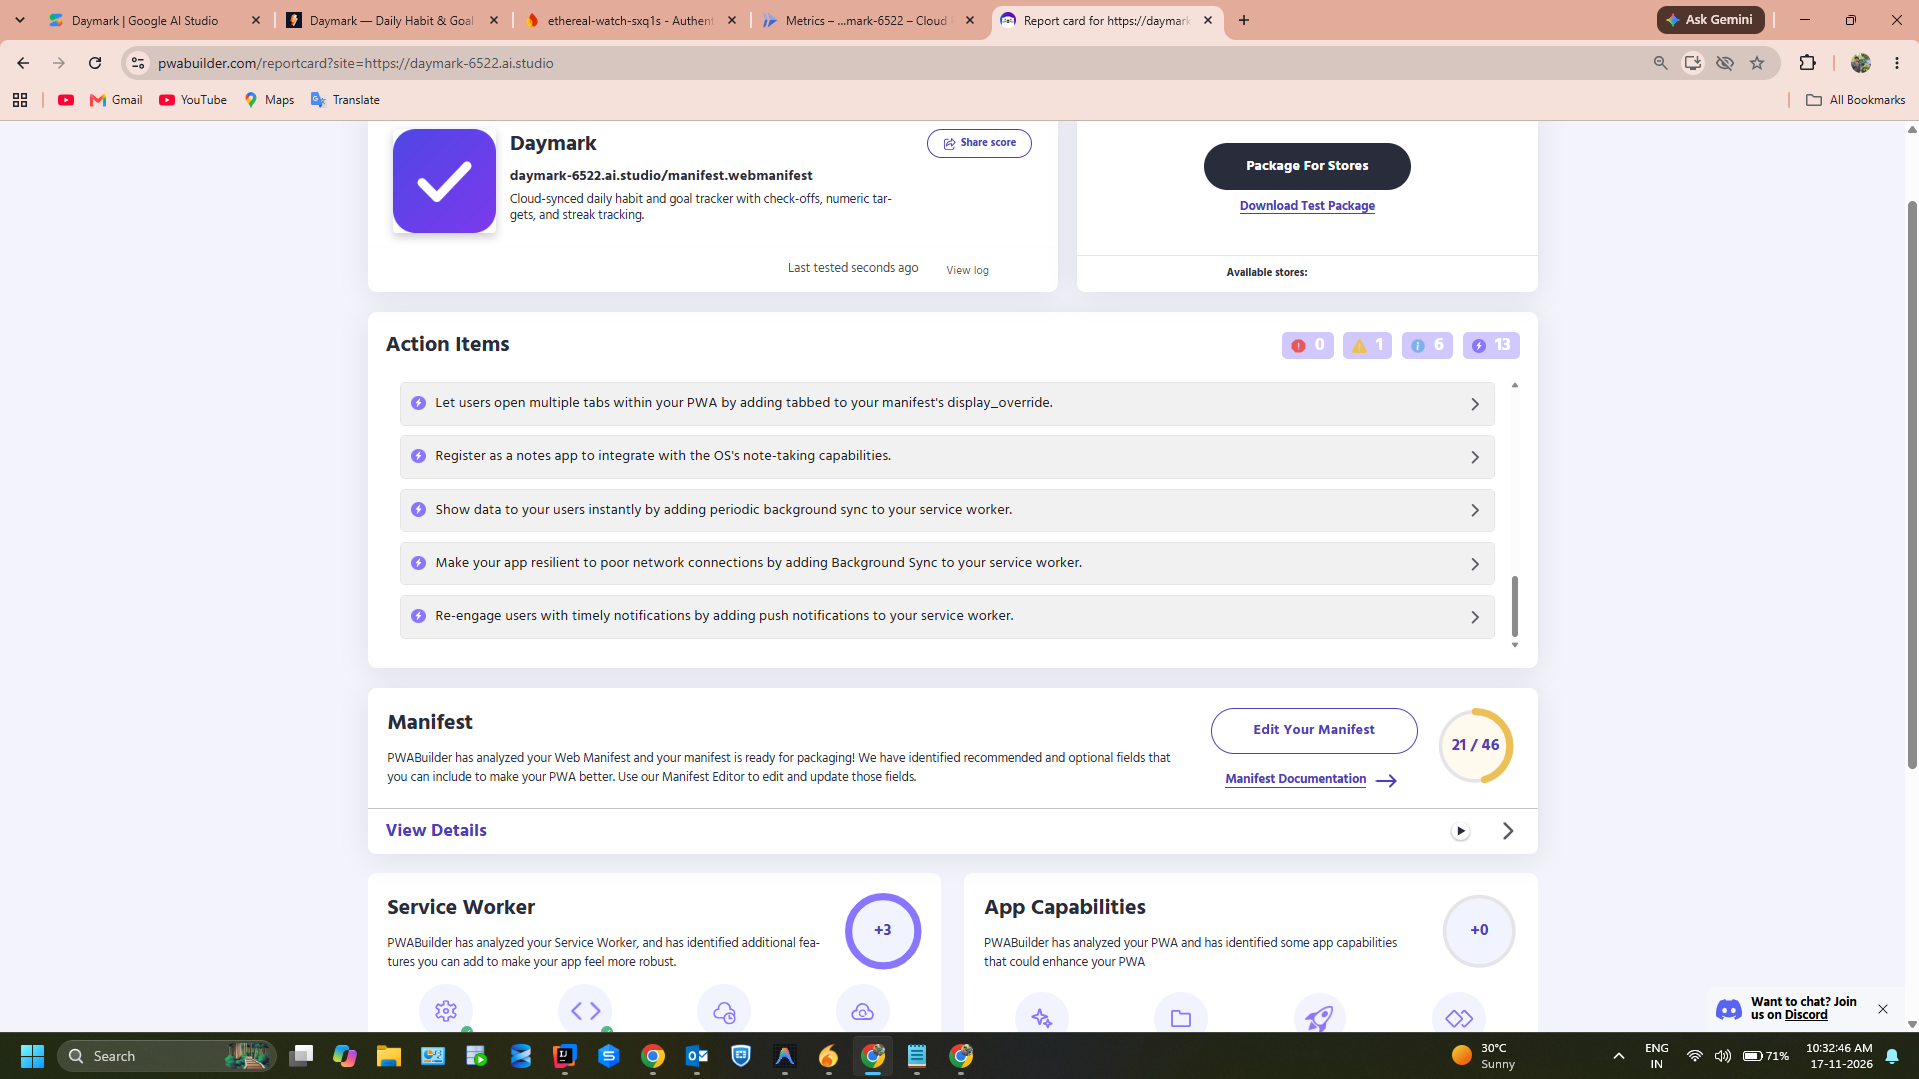 Daymark | Google AI Studio
Daymark — Daily Habit & Goal
ethereal-watch-sxq1s - Authent
Metrics – ...mark-6522 – Cloud
Report card for https://daymark
Ask Gemini
pwabuilder.com/reportcard?site=https://daymark-6522.ai.studio
Gmail
YouTube
Maps
Translate
All Bookmarks
Daymark
Share score
daymark-6522.ai.studio/manifest.webmanifest
Cloud-synced daily habit and goal tracker with check-offs, numeric tar-
gets, and streak tracking.
Last tested seconds ago
View log
Package For Stores
Download Test Package
Available stores:
Action Items
0
1
6
13
Let users open multiple tabs within your PWA by adding tabbed to your manifest's display_override.
Register as a notes app to integrate with the OS's note-taking capabilities.
Show data to your users instantly by adding periodic background sync to your service worker.
Make your app resilient to poor network connections by adding Background Sync to your service worker.
Re-engage users with timely notifications by adding push notifications to your service worker.
Manifest
PWABuilder has analyzed your Web Manifest and your manifest is ready for packaging! We have identified recommended and optional fields that
you can include to make your PWA better. Use our Manifest Editor to edit and update those fields.
Edit Your Manifest
Manifest Documentation
21 / 46
View Details
Service Worker
PWABuilder has analyzed your Service Worker, and has identified additional fea-
tures you can add to make your app feel more robust.
+3
App Capabilities
PWABuilder has analyzed your PWA and has identified some app capabilities
that could enhance your PWA
+0
Want to chat? Join
us on Discord
Search
30°C
Sunny
ENG
IN
71%
10:32:46 AM
17-11-2026